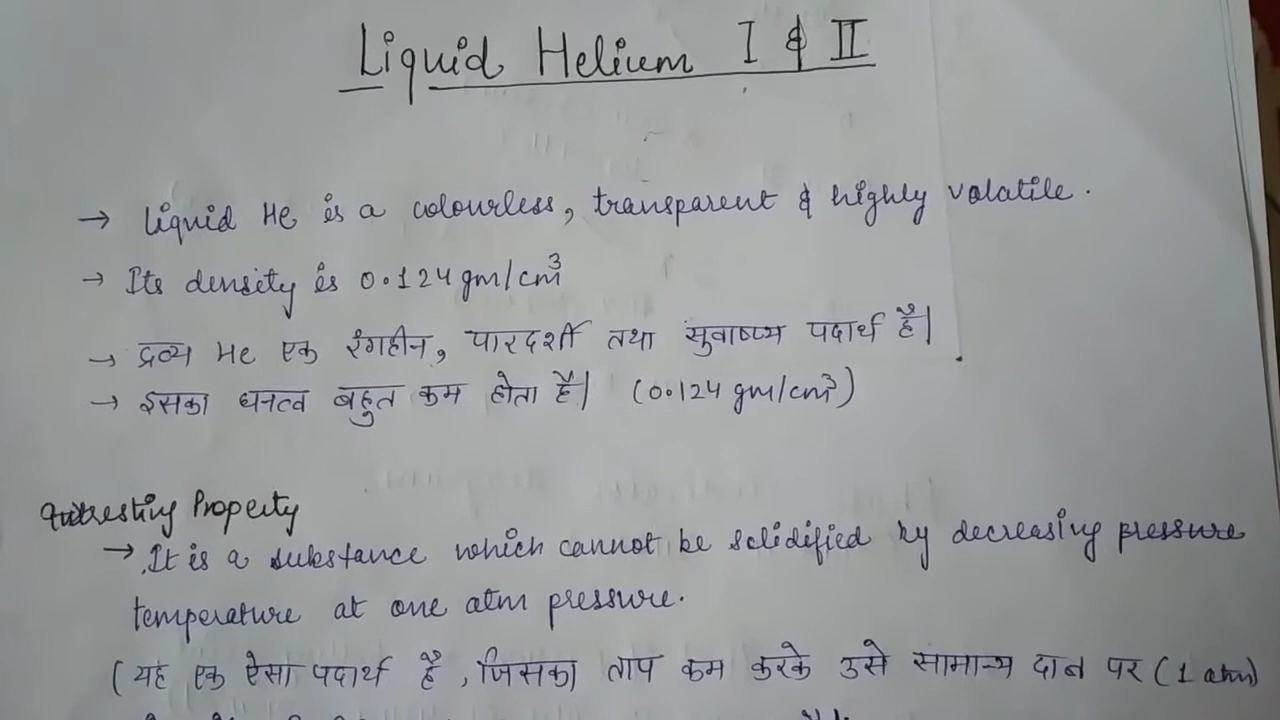 Liquid Helium I & II
→ Liquid He is a colourless, transparent & highly volatile.
→ Its density is 0.124 gm/cm³
→ द्रव्य He एक रंगहीन, पारदर्शी तथा सुवाष्प्य पदार्थ है।
→ इसका घनत्व बहुत कम होता है। (0.124 gm/cm³)
Interesting Property
→ It is a substance which cannot be solidified by decreasing pressure
temperature at one atm pressure.
(यह एक ऐसा पदार्थ है, जिसका ताप कम करके उसे सामान्य दाब पर (1 atm)